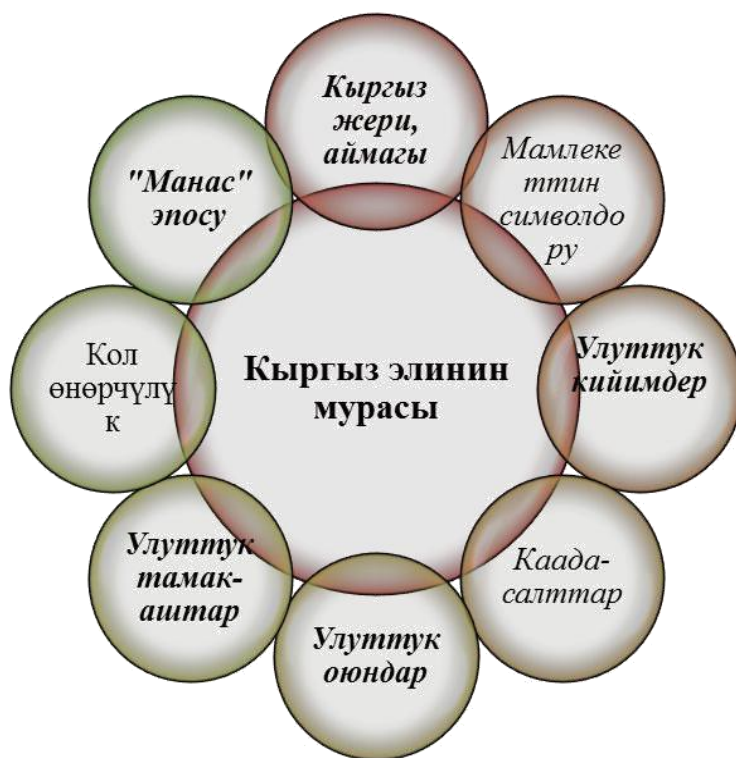 Кыргыз
жери,
аймагы
Мамлеке
ттин
символдо
ру
Улуттук
кийимдер
Каада-
салттар
Улуттук
оюндар
Улуттук
тамак-
аштар
Кол
өнөрчүлү
к
"Манас"
эпосу
Кыргыз элинин
мурасы